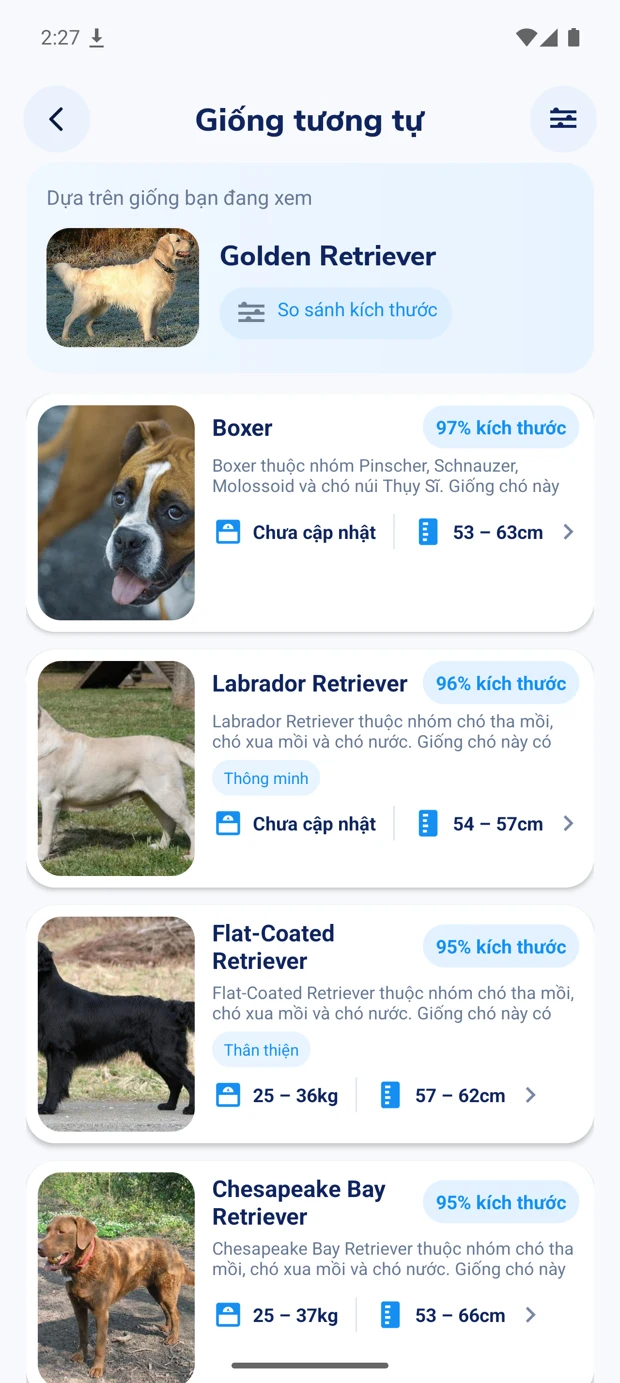 2:27
Giống tương tự
Dựa trên giống bạn đang xem
Golden Retriever
So sánh kích thước
Boxer
97% kích thước
Boxer thuộc nhóm Pinscher, Schnauzer,
Molossoid và chó núi Thụy Sĩ. Giống chó này
Chưa cập nhật
53 – 63cm
Labrador Retriever
96% kích thước
Labrador Retriever thuộc nhóm chó tha mồi,
chó xua mồi và chó nước. Giống chó này có
Thông minh
Chưa cập nhật
54 – 57cm
Flat-Coated
Retriever
95% kích thước
Flat-Coated Retriever thuộc nhóm chó tha mồi,
chó xua mồi và chó nước. Giống chó này có
Thân thiện
25 – 36kg
57 – 62cm
Chesapeake Bay
Retriever
95% kích thước
Chesapeake Bay Retriever thuộc nhóm chó tha
mồi, chó xua mồi và chó nước. Giống chó này
25 – 37kg
53 – 66cm